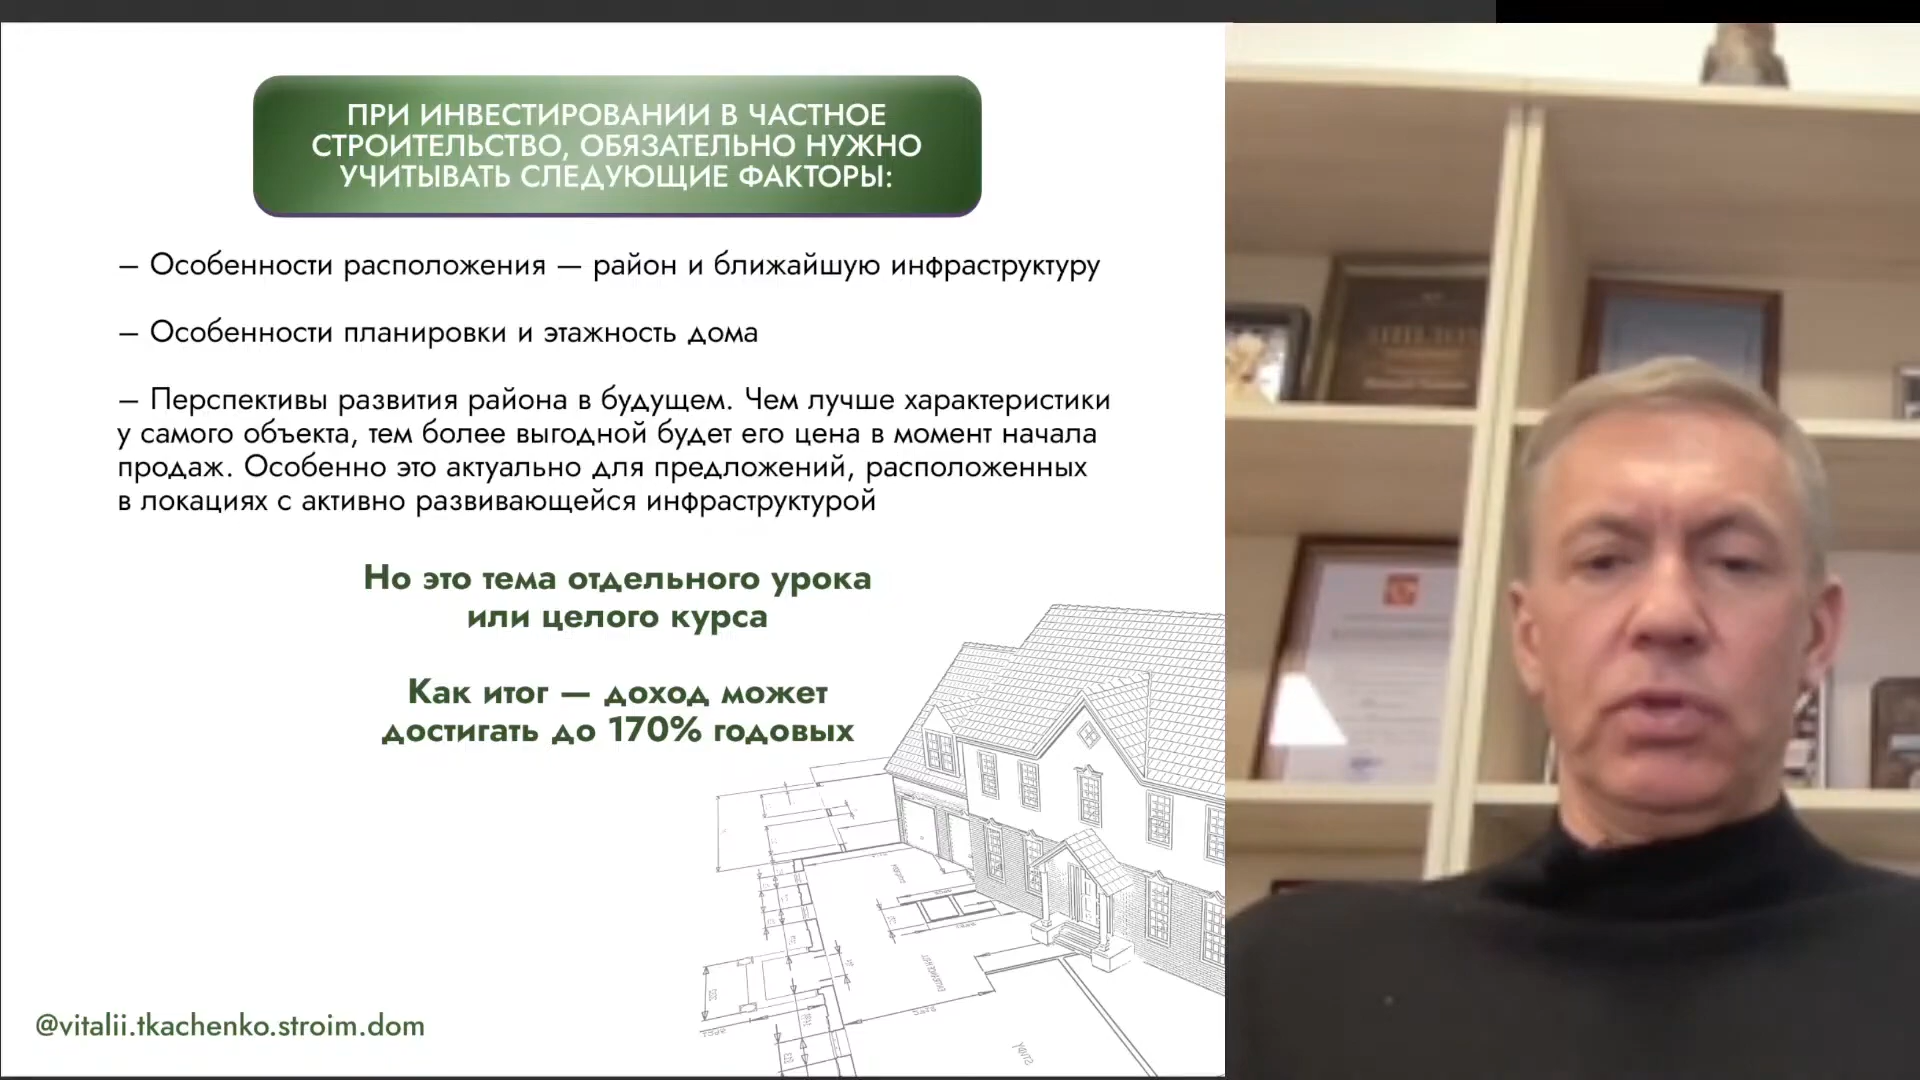 ПРИ ИНВЕСТИРОВАНИИ В ЧАСТНОЕ
СТРОИТЕЛЬСТВО, ОБЯЗАТЕЛЬНО НУЖНО
УЧИТЫВАТЬ СЛЕДУЮЩИЕ ФАКТОРЫ:
– Особенности расположения — район и ближайшую инфраструктуру
– Особенности планировки и этажность дома
– Перспективы развития района в будущем. Чем лучше характеристики
у самого объекта, тем более выгодной будет его цена в момент начала
продаж. Особенно это актуально для предложений, расположенных
в локациях с активно развивающейся инфраструктурой
Но это тема отдельного урока
или целого курса
Как итог — доход может
достигать до 170% годовых
@vitalii.tkachenko.stroim.dom
ДИПЛОМ